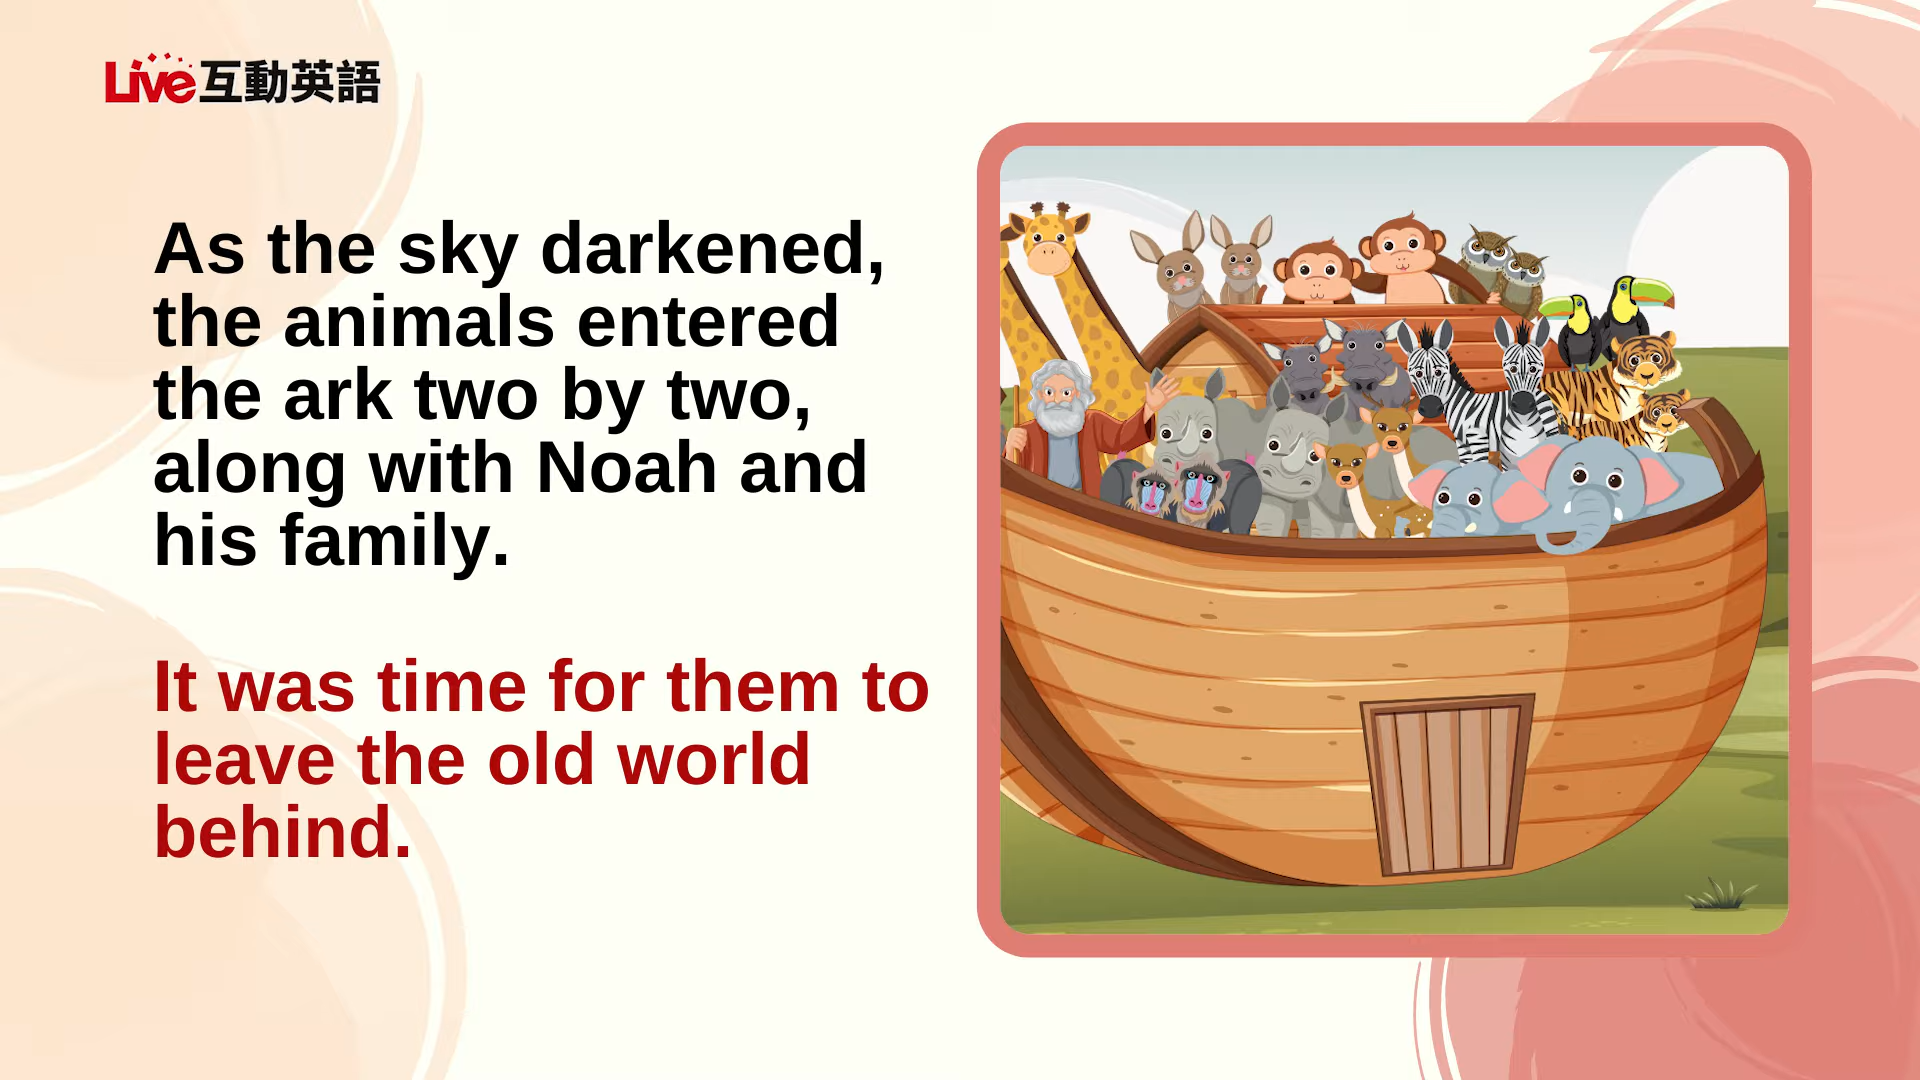 Live互動英語
As the sky darkened,
the animals entered
the ark two by two,
along with Noah and
his family.
It was time for them to
leave the old world
behind.